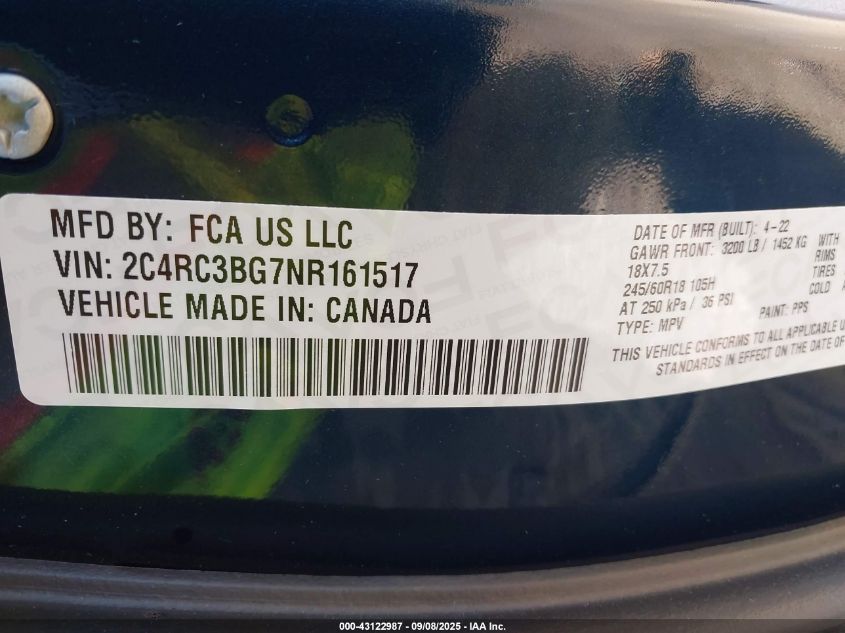 MFD BY: FCA US LLC
VIN: 2C4RC3BG7NR161517
VEHICLE MADE IN: CANADA
DATE OF MFR (BUILT): 4-22
GAWR FRONT: 3200 LB / 1452 KG WITH
18X7.5 RIMS
245/60R18 105H TIRES
AT 250 kPa / 36 PSI COLD
TYPE: MPV PAINT: PPS
THIS VEHICLE CONFORMS TO ALL APPLICABLE
STANDARDS IN EFFECT ON THE DATE OF
000-43122987 - 09/08/2025 - IAA Inc.